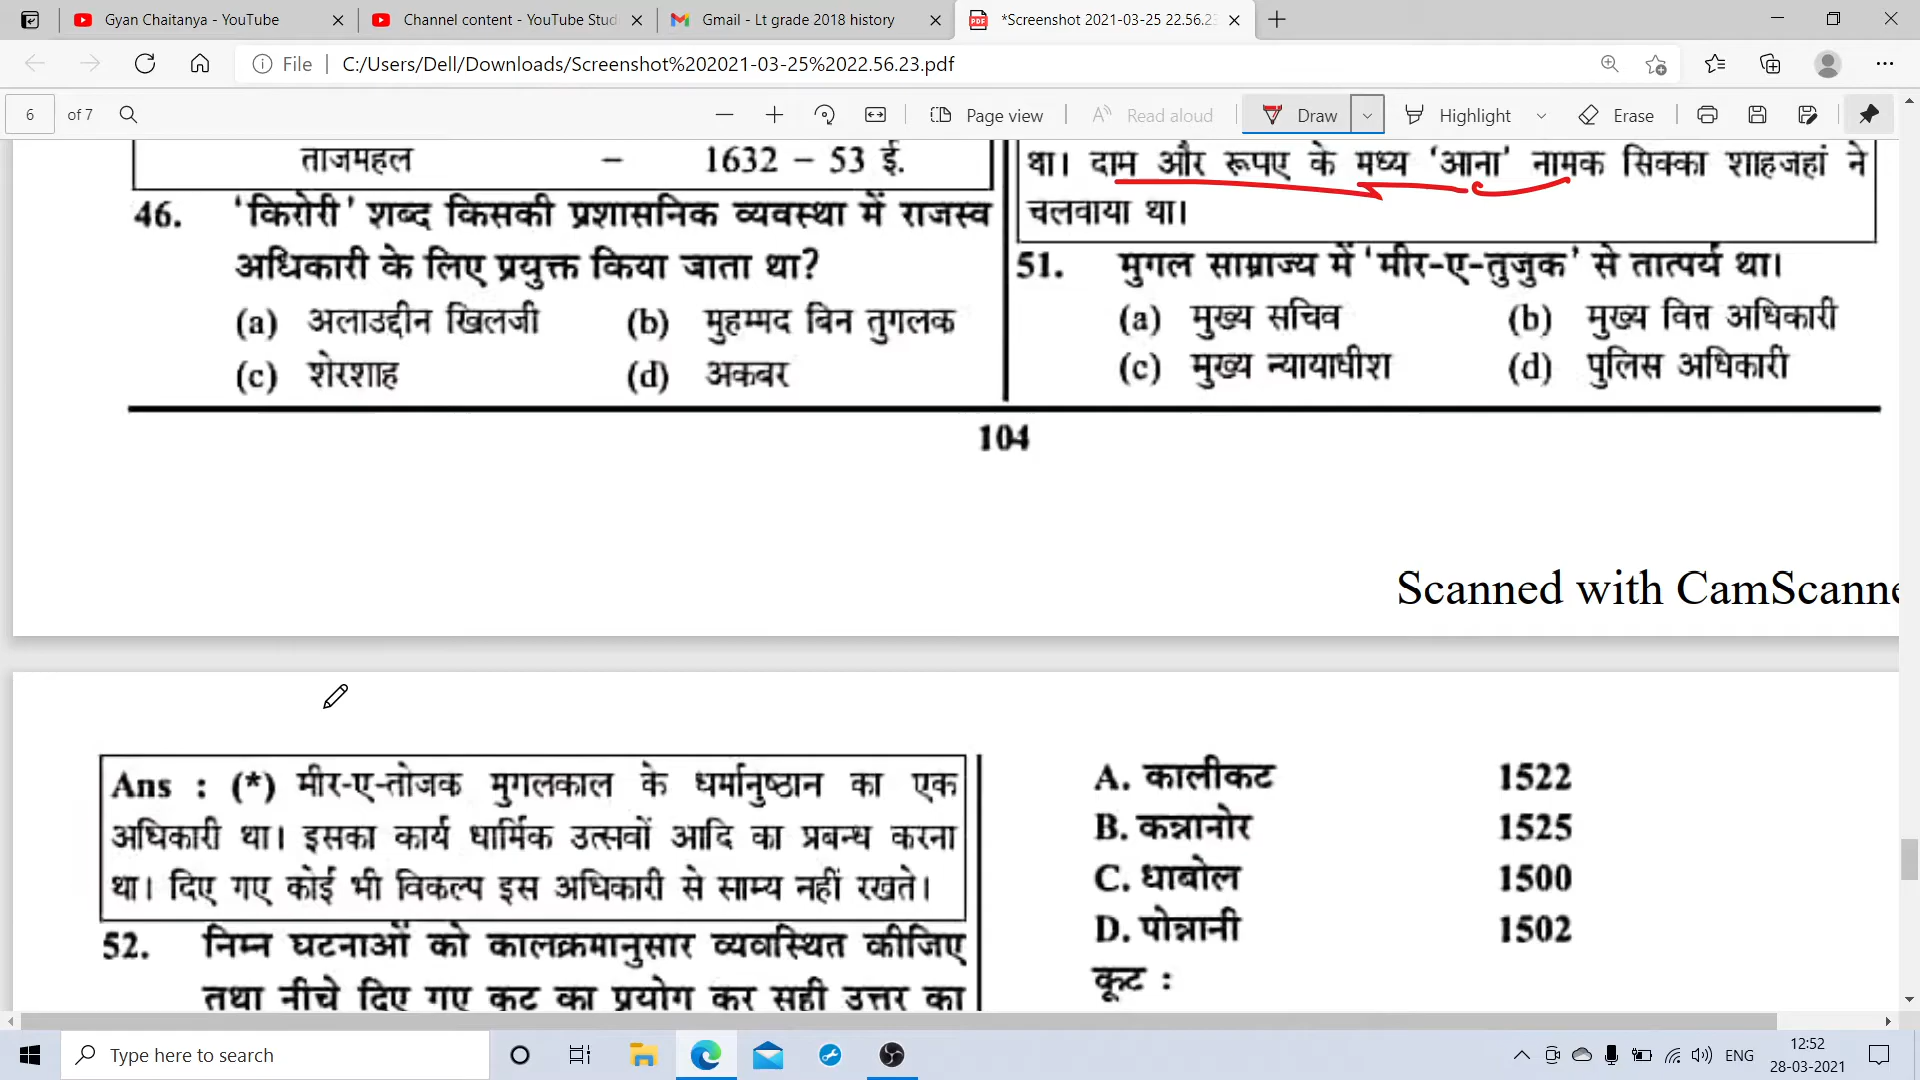 Gyan Chaitanya - YouTube
Channel content - YouTube Stud
Gmail - Lt grade 2018 history
*Screenshot 2021-03-25 22.56.23
File
C:/Users/Dell/Downloads/Screenshot%202021-03-25%2022.56.23.pdf
6 of 7
Page view
Read aloud
Draw
Highlight
Erase
ताजमहल – 1632 – 53 ई.
46. 'किरोरी' शब्द किसकी प्रशासनिक व्यवस्था में राजस्व
अधिकारी के लिए प्रयुक्त किया जाता था?
(a) अलाउद्दीन खिलजी (b) मुहम्मद बिन तुगलक
(c) शेरशाह (d) अकबर
था। दाम और रूपए के मध्य 'आना' नामक सिक्का शाहजहां ने
चलवाया था।
51. मुगल साम्राज्य में 'मीर-ए-तुजुक' से तात्पर्य था।
(a) मुख्य सचिव (b) मुख्य वित्त अधिकारी
(c) मुख्य न्यायाधीश (d) पुलिस अधिकारी
104
Scanned with CamScanne
Ans : (*) मीर-ए-तोजक मुगलकाल के धर्मानुष्ठान का एक
अधिकारी था। इसका कार्य धार्मिक उत्सवों आदि का प्रबन्ध करना
था। दिए गए कोई भी विकल्प इस अधिकारी से साम्य नहीं रखते।
52. निम्न घटनाओं को कालक्रमानुसार व्यवस्थित कीजिए
तथा नीचे दिए गए कूट का प्रयोग कर सही उत्तर का
A. कालीकट 1522
B. कन्नानोर 1525
C. धाबोल 1500
D. पोन्नानी 1502
कूट :
Type here to search
ENG
12:52
28-03-2021